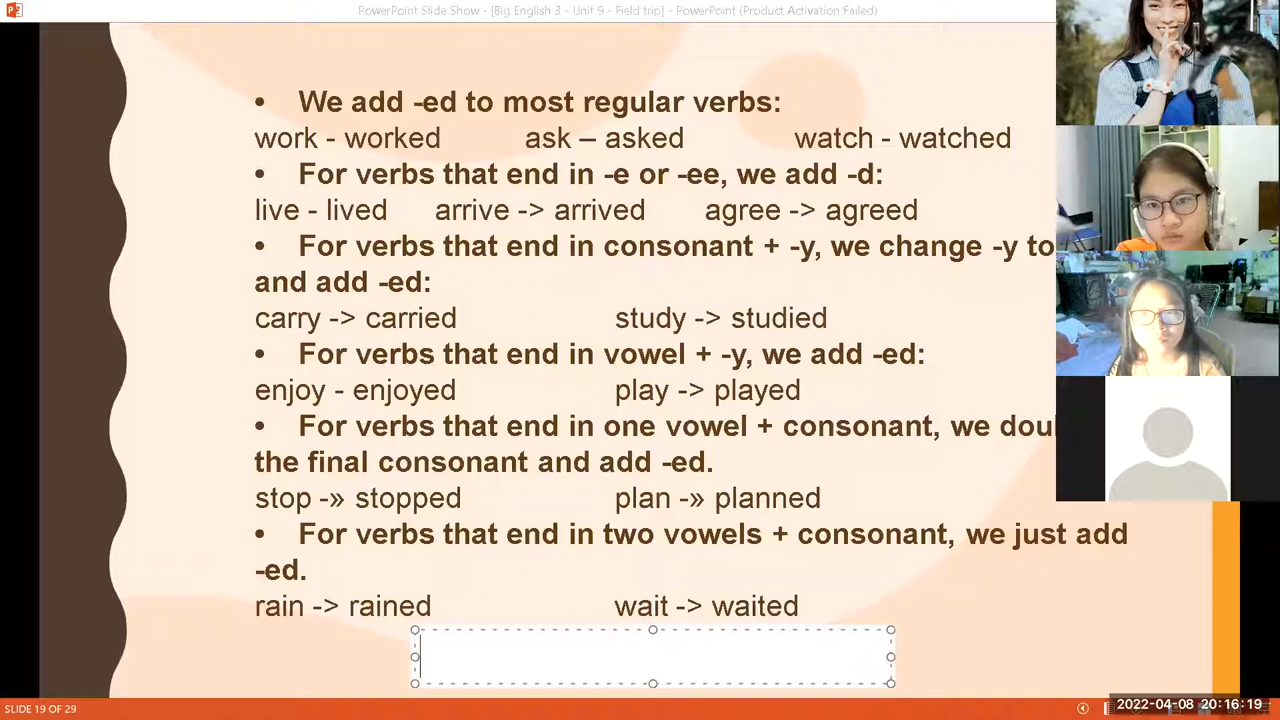 PowerPoint Slide Show - [Big English 3 - Unit 9 - Field trip] - PowerPoint (Product Activation Failed)
• We add -ed to most regular verbs:
work - worked ask – asked watch - watched
• For verbs that end in -e or -ee, we add -d:
live - lived arrive -> arrived agree -> agreed
• For verbs that end in consonant + -y, we change -y to
and add -ed:
carry -> carried study -> studied
• For verbs that end in vowel + -y, we add -ed:
enjoy - enjoyed play -> played
• For verbs that end in one vowel + consonant, we doul
the final consonant and add -ed.
stop -» stopped plan -» planned
• For verbs that end in two vowels + consonant, we just add
-ed.
rain -> rained wait -> waited
SLIDE 19 OF 29
2022-04-08 20:16:19